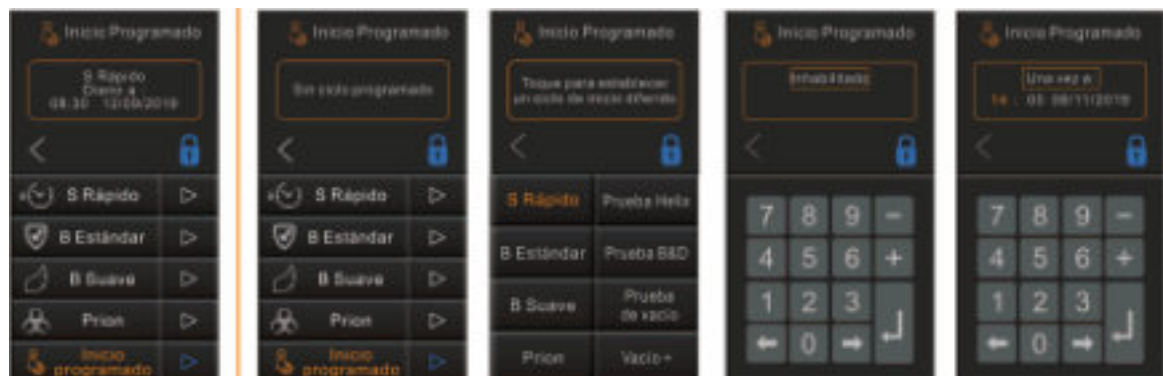 Inicio Programado
S Rápido
Diario a
08:30 12/09/2019
S Rápido
B Estándar
B Suave
Prion
Inicio
programado
Inicio Programado
Sin ciclo programado
S Rápido
B Estándar
B Suave
Prion
Inicio
programado
Inicio Programado
Toque para establecer
un ciclo de inicio diferido
S Rápido
Prueba Helix
B Estándar
Prueba B&D
B Suave
Prueba
de vacío
Prion
Vacío +
Inicio Programado
Inhabilitado
7 8 9 -
4 5 6 +
1 2 3
0
Inicio Programado
Una vez a
14 : 05 08/11/2019
7 8 9 -
4 5 6 +
1 2 3
0